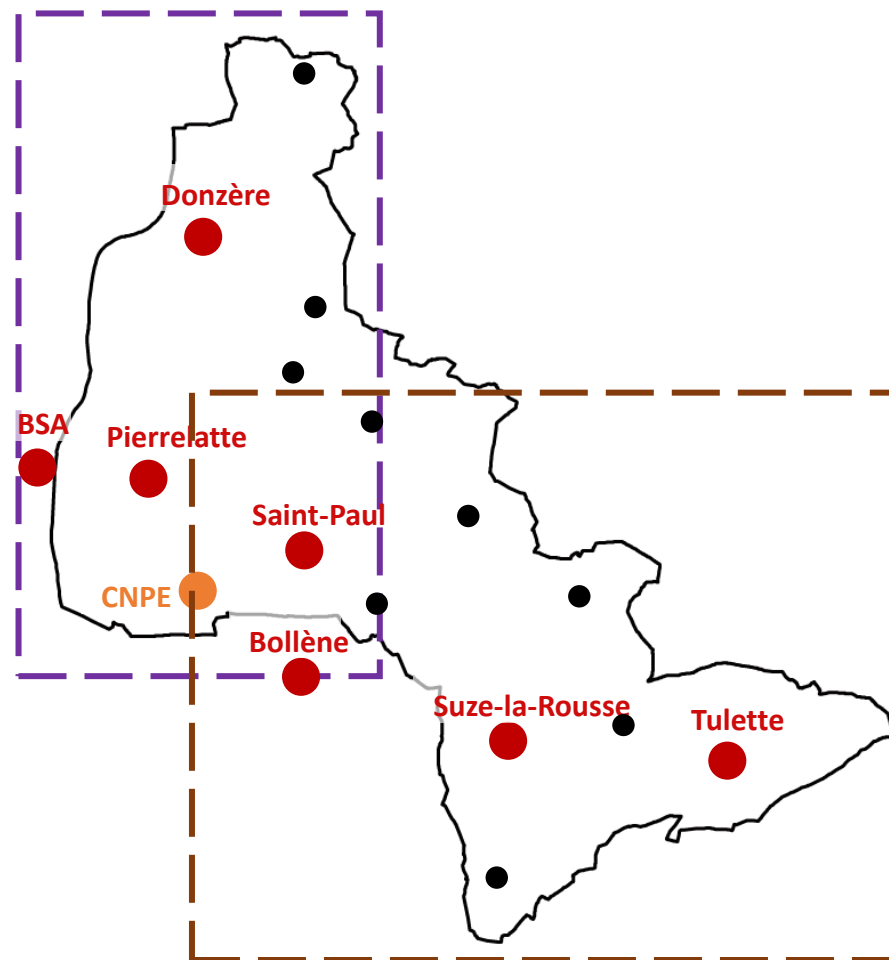 Donzère
BSA
Pierrelatte
Saint-Paul
CNPE
Bollène
Suze-la-Rousse
Tulette